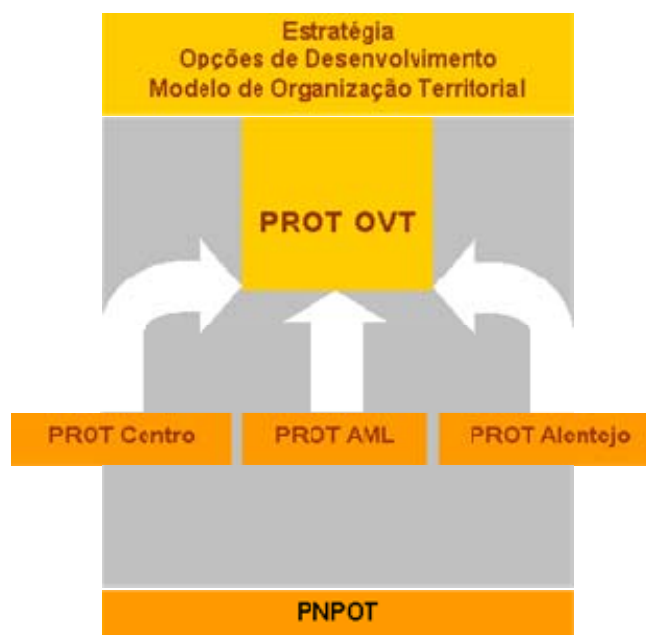 Estratégia
Opções de Desenvolvimento
Modelo de Organização Territorial
PROT OVT
PROT Centro
PROT AML
PROT Alentejo
PNPOT